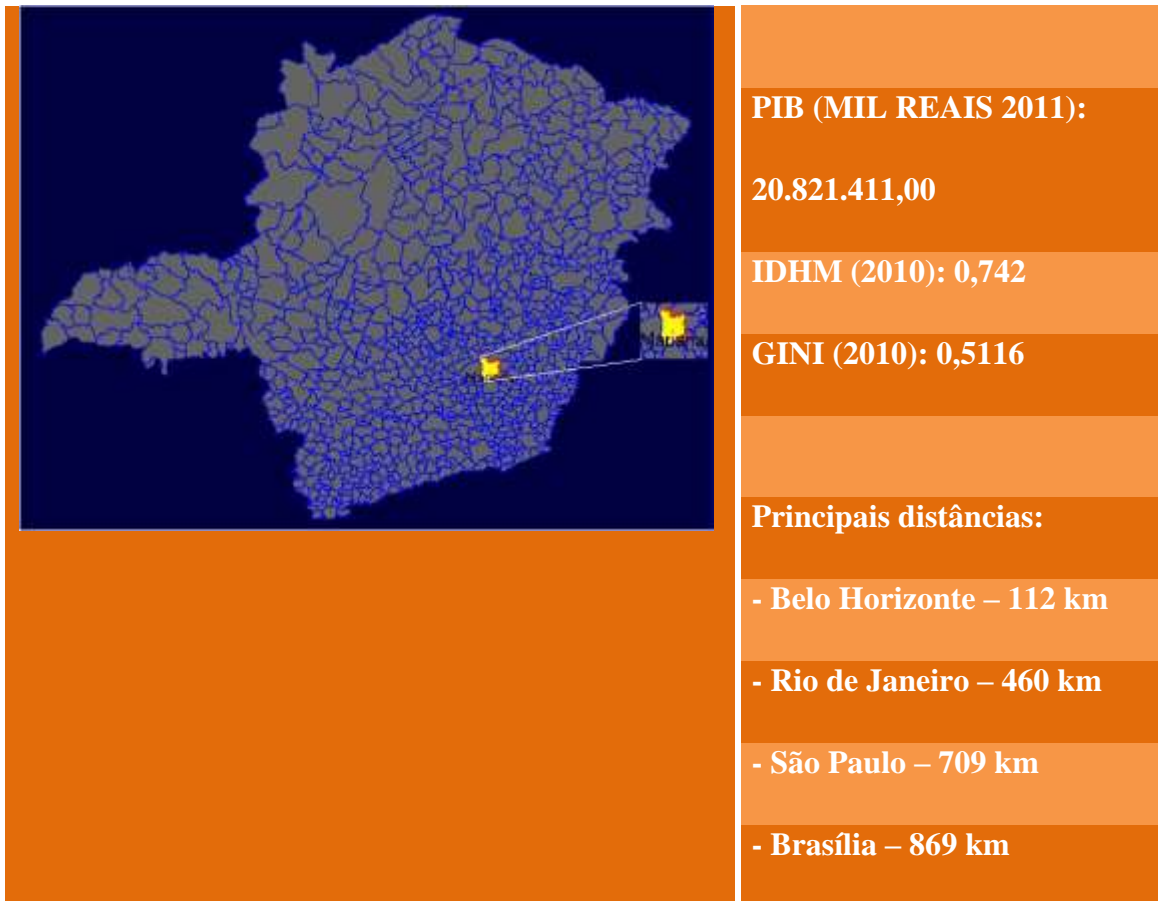 PIB (MIL REAIS 2011):
20.821.411,00
IDHM (2010): 0,742
GINI (2010): 0,5116
Principais distâncias:
- Belo Horizonte – 112 km
- Rio de Janeiro – 460 km
- São Paulo – 709 km
- Brasília – 869 km